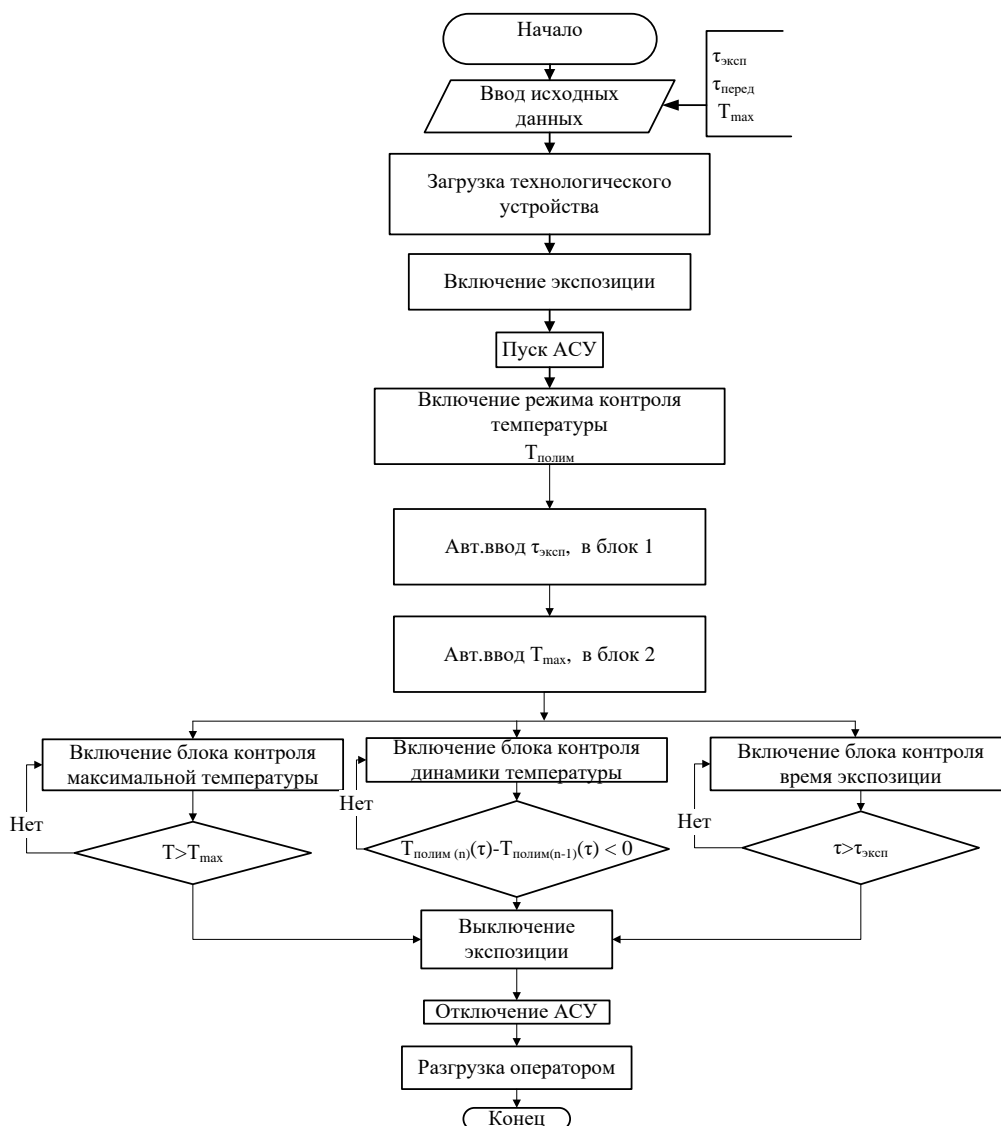 Начало
τэксп
τперед
Tmax
Ввод исходных
данных
Загрузка технологического
устройства
Включение экспозиции
Пуск АСУ
Включение режима контроля
температуры
Tполим
Авт.ввод τэксп, в блок 1
Авт.ввод Tmax, в блок 2
Включение блока контроля
максимальной температуры
Включение блока контроля
динамики температуры
Включение блока контроля
время экспозиции
Нет
Нет
Нет
T>Tmax
Tполим (n)(τ)-Tполим(n-1)(τ) < 0
τ>τэксп
Выключение
экспозиции
Отключение АСУ
Разгрузка оператором
Конец